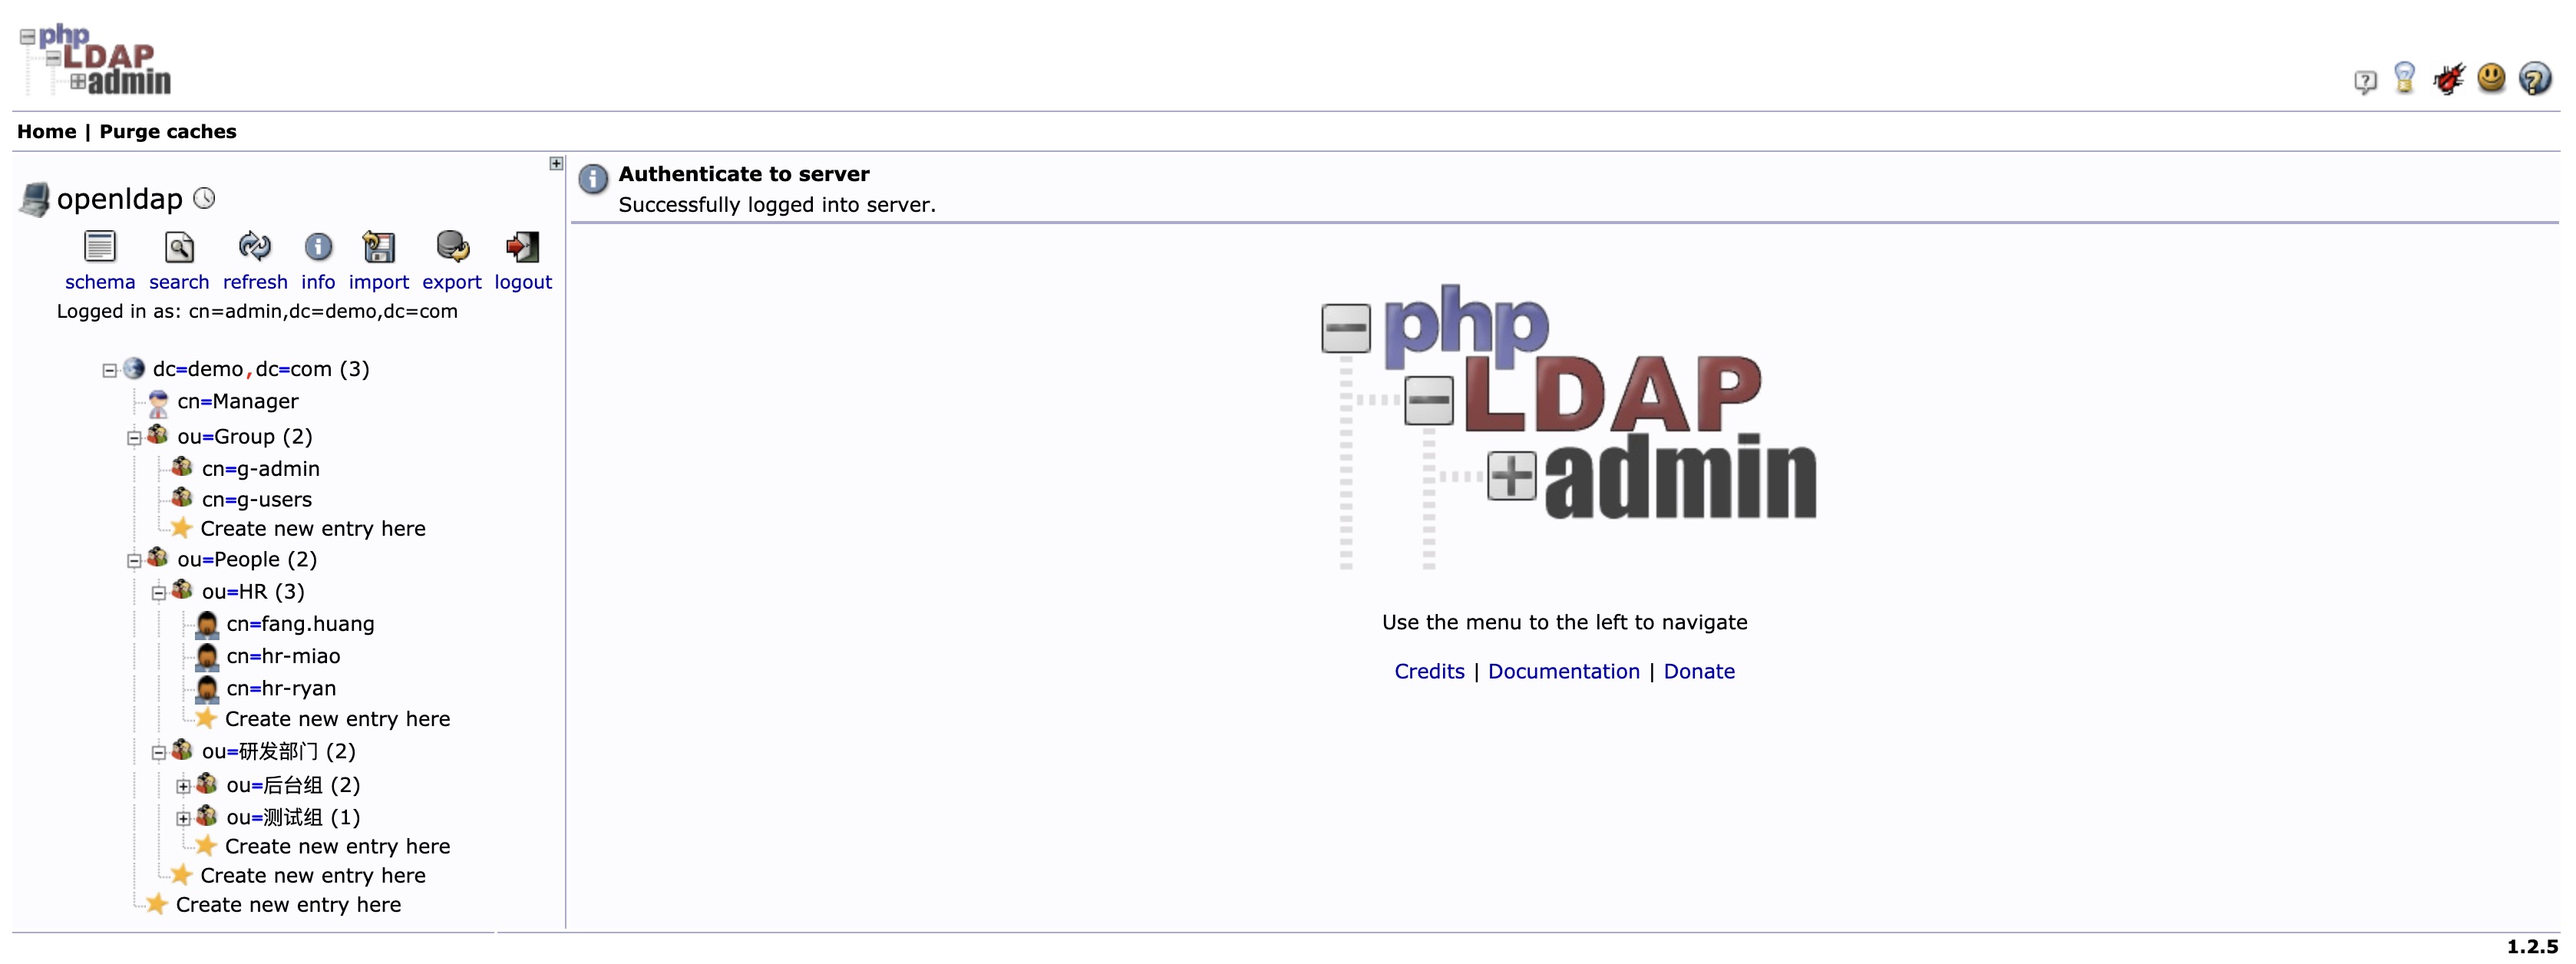 php
LDAP
admin
Home | Purge caches
openldap
schema search refresh info import export logout
Logged in as: cn=admin,dc=demo,dc=com
dc=demo,dc=com (3)
cn=Manager
ou=Group (2)
cn=g-admin
cn=g-users
Create new entry here
ou=People (2)
ou=HR (3)
cn=fang.huang
cn=hr-miao
cn=hr-ryan
Create new entry here
ou=研发部门 (2)
ou=后台组 (2)
ou=测试组 (1)
Create new entry here
Create new entry here
Create new entry here
Authenticate to server
Successfully logged into server.
php
LDAP
admin
Use the menu to the left to navigate
Credits | Documentation | Donate
1.2.5